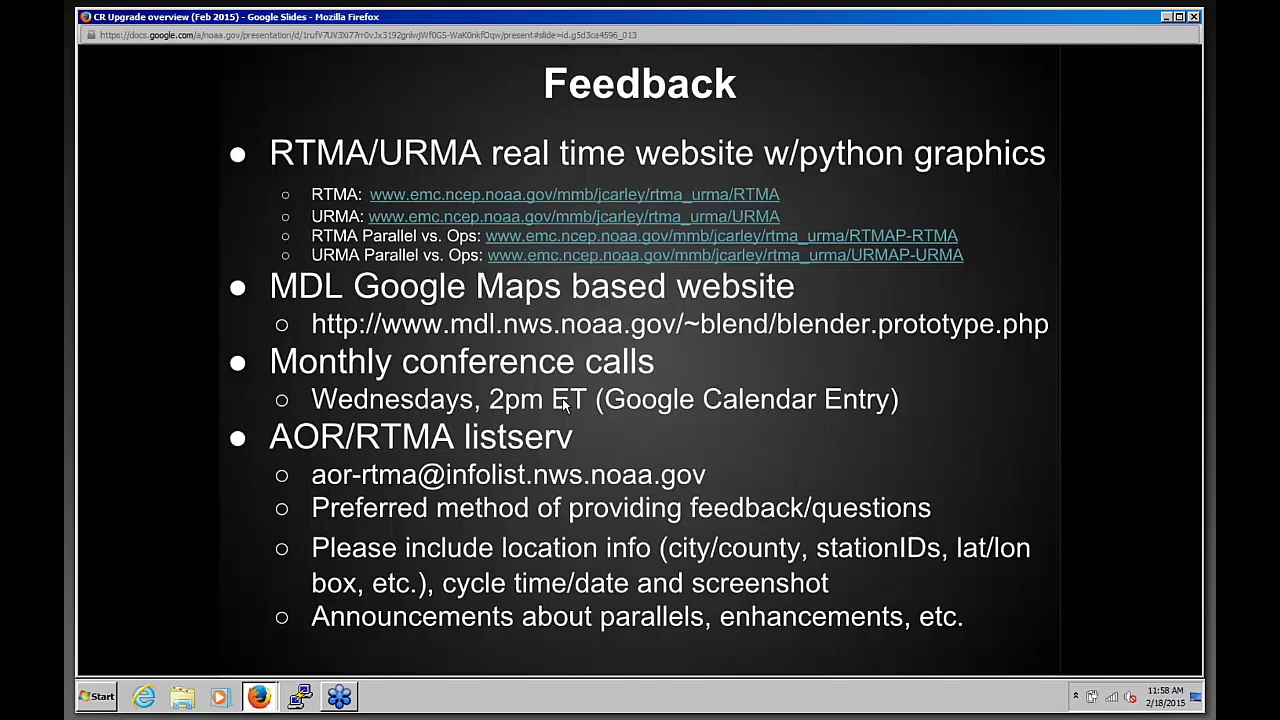 CR Upgrade overview (Feb 2015) - Google Slides - Mozilla Firefox
Feedback
● RTMA/URMA real time website w/python graphics
○ RTMA: www.emc.ncep.noaa.gov/mmb/jcarley/rtma_urma/RTMA
○ URMA: www.emc.ncep.noaa.gov/mmb/jcarley/rtma_urma/URMA
○ RTMA Parallel vs. Ops: www.emc.ncep.noaa.gov/mmb/jcarley/rtma_urma/RTMAP-RTMA
○ URMA Parallel vs. Ops: www.emc.ncep.noaa.gov/mmb/jcarley/rtma_urma/URMAP-URMA
● MDL Google Maps based website
○ http://www.mdl.nws.noaa.gov/~blend/blender.prototype.php
● Monthly conference calls
○ Wednesdays, 2pm ET (Google Calendar Entry)
● AOR/RTMA listserv
○ aor-rtma@infolist.nws.noaa.gov
○ Preferred method of providing feedback/questions
○ Please include location info (city/county, stationIDs, lat/lon
box, etc.), cycle time/date and screenshot
○ Announcements about parallels, enhancements, etc.
Start
11:58 AM
2/18/2015